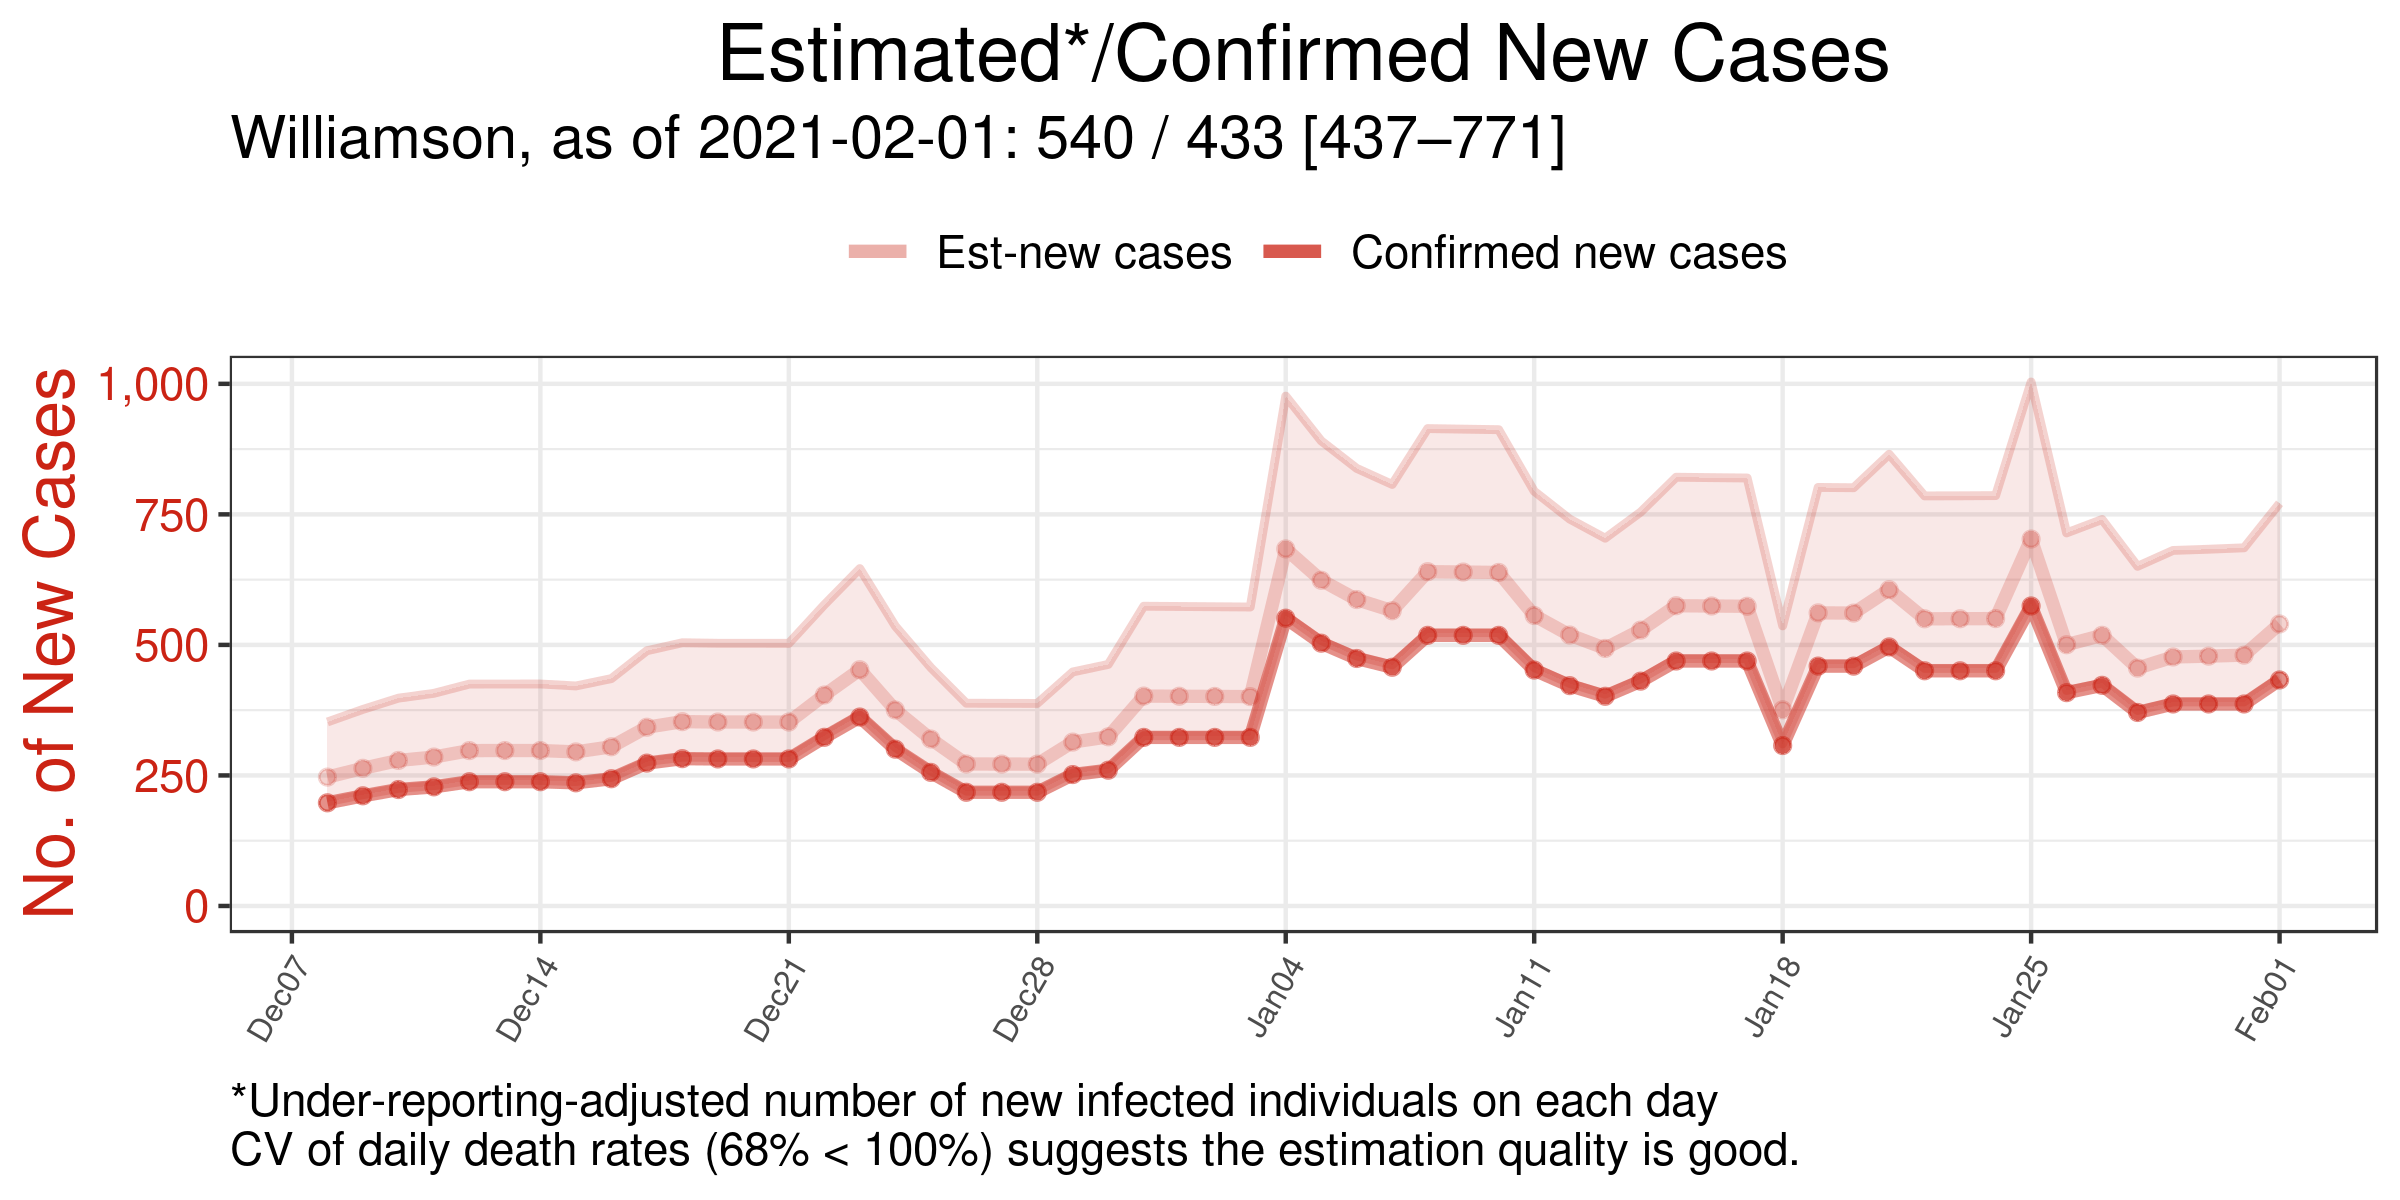 Estimated*/Confirmed New Cases
Williamson, as of 2021-02-01: 540 / 433 [437–771]
Est-new cases Confirmed new cases
No. of New Cases
1,000
750
500
250
0
Dec07 Dec14 Dec21 Dec28 Jan04 Jan11 Jan18 Jan25 Feb01
*Under-reporting-adjusted number of new infected individuals on each day
CV of daily death rates (68% < 100%) suggests the estimation quality is good.